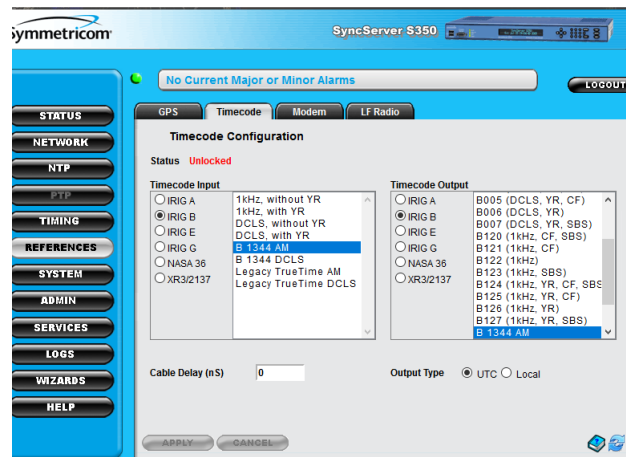 Symmetricom
SyncServer S350
No Current Major or Minor Alarms
LOGOUT
STATUS
NETWORK
NTP
PTP
TIMING
REFERENCES
SYSTEM
ADMIN
SERVICES
LOGS
WIZARDS
HELP
GPS Timecode Modem LF Radio
Timecode Configuration
Status Unlocked
Timecode Input
IRIG A
IRIG B
IRIG E
IRIG G
NASA 36
XR3/2137
1kHz, without YR
1kHz, with YR
DCLS, without YR
DCLS, with YR
B 1344 AM
B 1344 DCLS
Legacy TrueTime AM
Legacy TrueTime DCLS
Timecode Output
IRIG A
IRIG B
IRIG E
IRIG G
NASA 36
XR3/2137
B005 (DCLS, YR, CF)
B006 (DCLS, YR)
B007 (DCLS, YR, SBS)
B120 (1kHz, CF, SBS)
B121 (1kHz, CF)
B122 (1kHz)
B123 (1kHz, SBS)
B124 (1kHz, YR, CF, SBS
B125 (1kHz, YR, CF)
B126 (1kHz, YR)
B127 (1kHz, YR, SBS)
B 1344 AM
Cable Delay (nS) 0
Output Type UTC Local
APPLY CANCEL